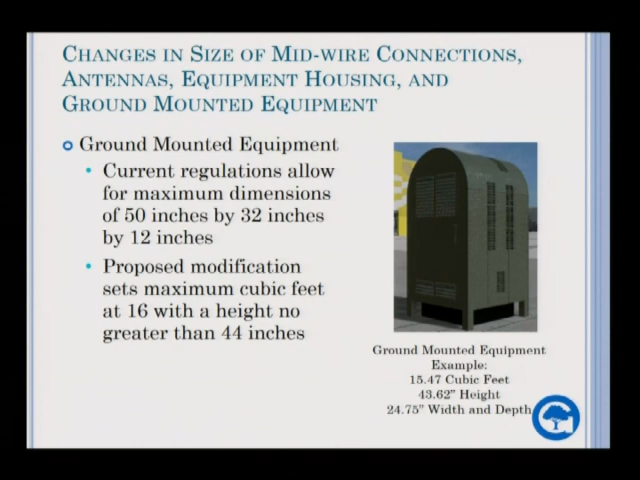 CHANGES IN SIZE OF MID-WIRE CONNECTIONS,
ANTENNAS, EQUIPMENT HOUSING, AND
GROUND MOUNTED EQUIPMENT
Ground Mounted Equipment
Current regulations allow
for maximum dimensions
of 50 inches by 32 inches
by 12 inches
Proposed modification
sets maximum cubic feet
at 16 with a height no
greater than 44 inches
Ground Mounted Equipment
Example:
15.47 Cubic Feet
43.62" Height
24.75" Width and Depth